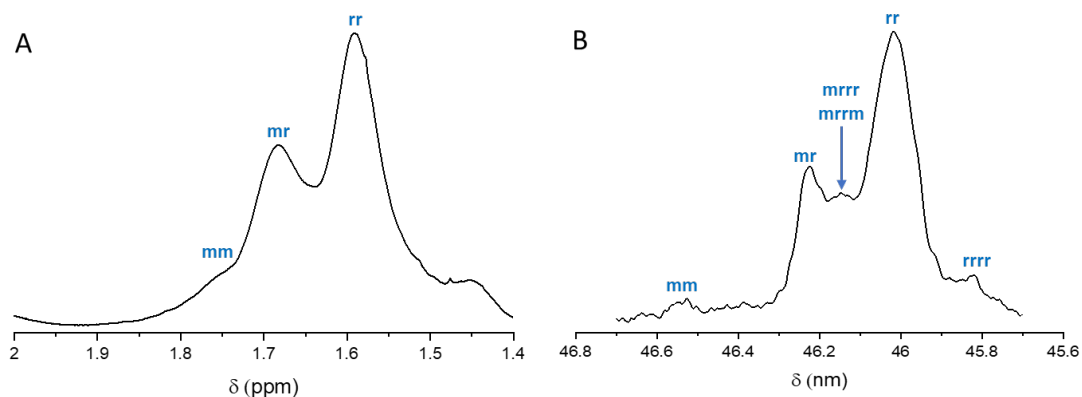 A
rr
mr
mm
2
1.9
1.8
1.7
1.6
1.5
1.4
δ (ppm)
B
rr
mrrr
mrrm
mr
mm
rrrr
46.8
46.6
46.4
46.2
46
45.8
45.6
δ (nm)